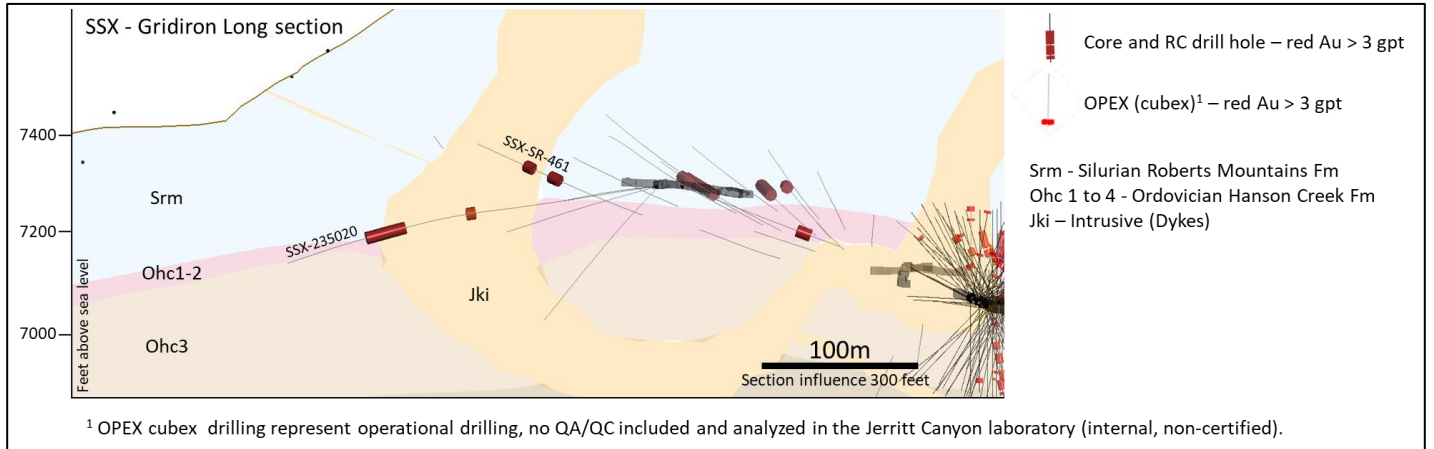 SSX - Gridiron Long section
Core and RC drill hole – red Au > 3 gpt
OPEX (cubex)1 – red Au > 3 gpt
Srm - Silurian Roberts Mountains Fm
Ohc 1 to 4 - Ordovician Hanson Creek Fm
Jki – Intrusive (Dykes)
7400
7200
7000
Feet above sea level
SSX-SR-461
Srm
SSX-235020
Ohc1-2
Jki
Ohc3
100m
Section influence 300 feet
1 OPEX cubex drilling represent operational drilling, no QA/QC included and analyzed in the Jerritt Canyon laboratory (internal, non-certified).